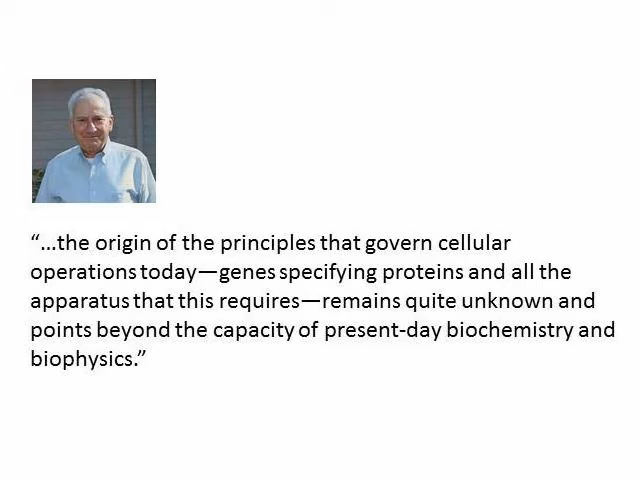 “…the origin of the principles that govern cellular
operations today—genes specifying proteins and all the
apparatus that this requires—remains quite unknown and
points beyond the capacity of present-day biochemistry and
biophysics.”